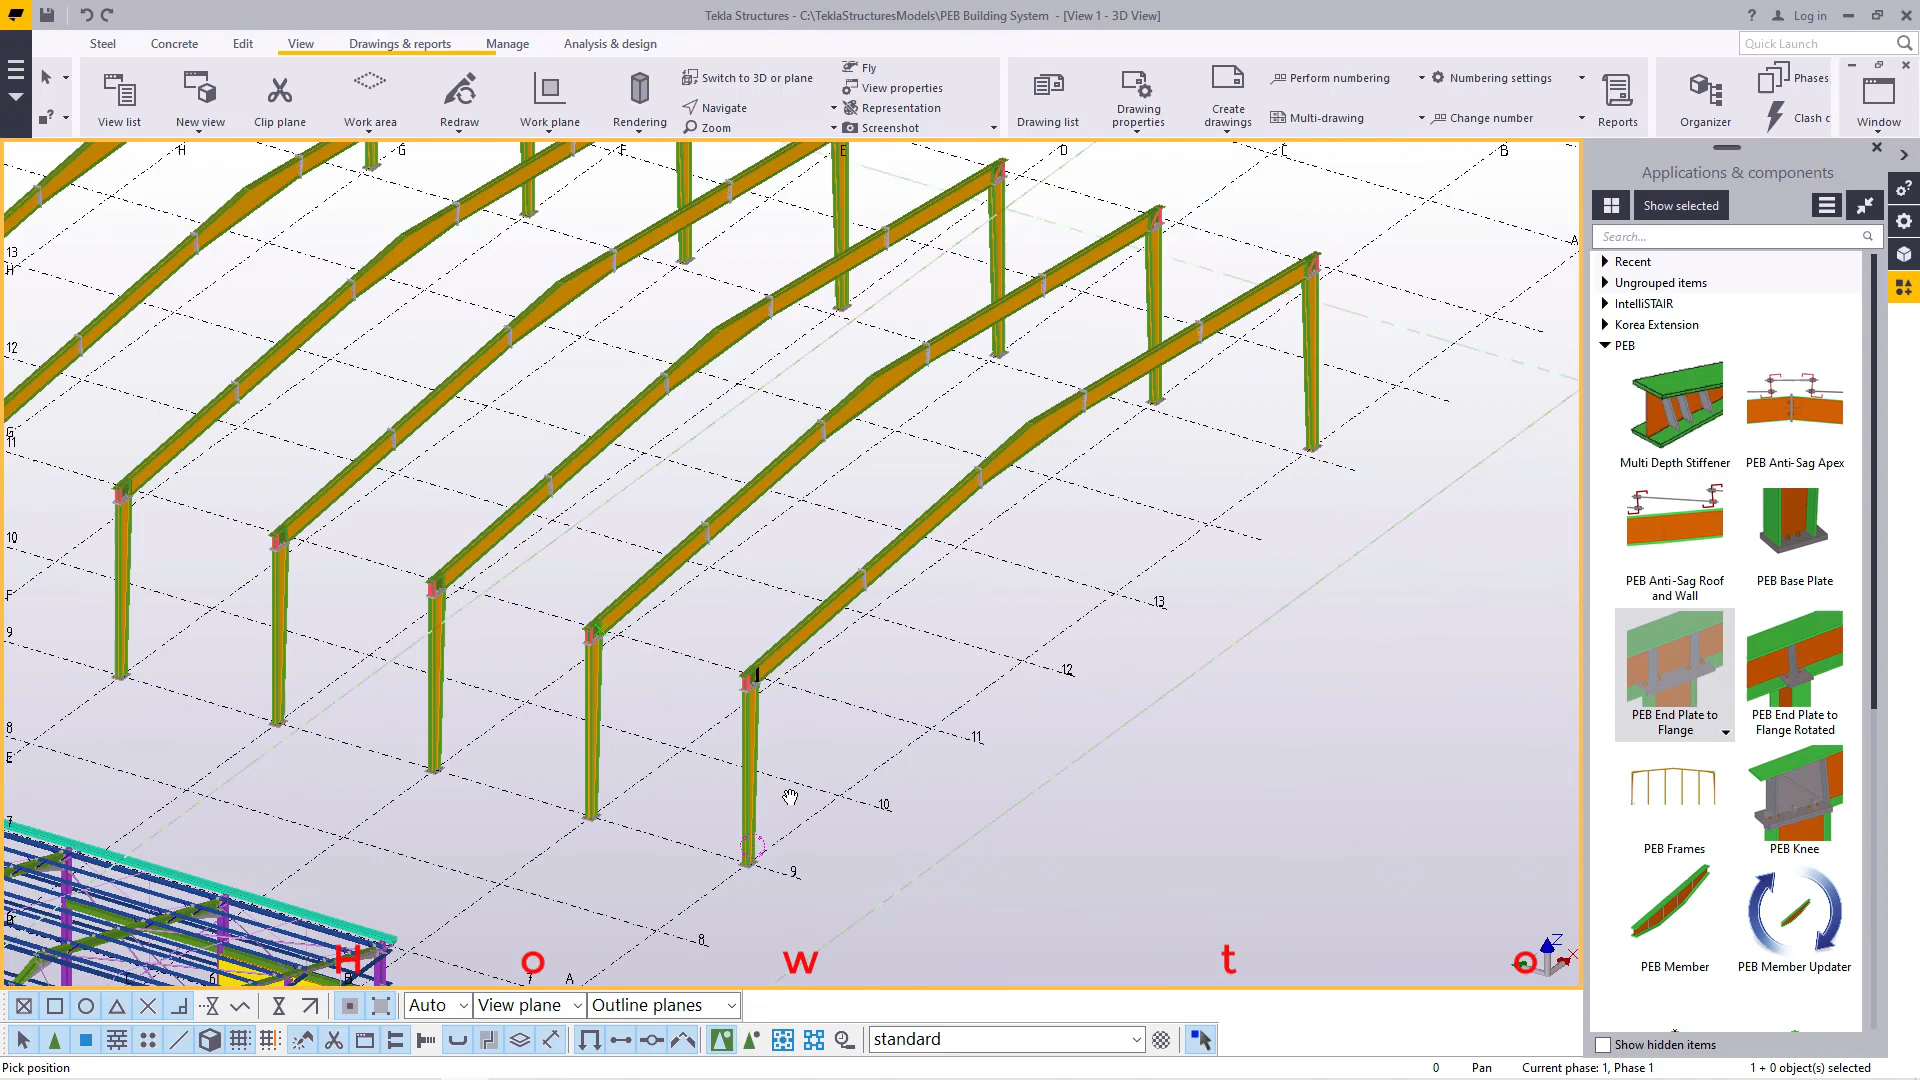 Tekla Structures - C:\TeklaStructuresModels\PEB Building System - [View 1 - 3D View]
? Log in
Steel Concrete Edit View Drawings & reports Manage Analysis & design
Quick Launch
View list
New view
Clip plane
Work area
Redraw
Work plane
Rendering
Switch to 3D or plane
Navigate
Zoom
Fly
View properties
Representation
Screenshot
Drawing list
Drawing properties
Create drawings
Perform numbering
Multi-drawing
Numbering settings
Change number
Reports
Organizer
Phases
Clash c
Window
H G F E D C B
A
13
H
12
G
11
10
F
9
8
E
7
13
12
11
10
9
8
A
H o w t o
Z
X
Applications & components
Show selected
Search...
Recent
Ungrouped items
IntelliSTAIR
Korea Extension
PEB
Multi Depth Stiffener
PEB Anti-Sag Apex
PEB Anti-Sag Roof and Wall
PEB Base Plate
PEB End Plate to Flange
PEB End Plate to Flange Rotated
PEB Frames
PEB Knee
PEB Member
PEB Member Updater
Show hidden items
Auto
View plane
Outline planes
standard
Pick position
0
Pan
Current phase: 1, Phase 1
1 + 0 object(s) selected